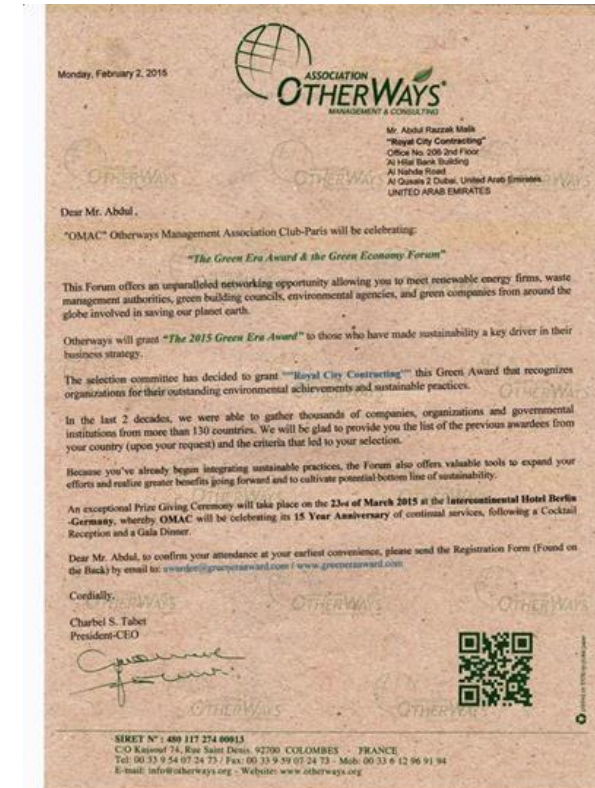 Monday, February 2, 2015
ASSOCIATION
OTHERWAYS
MANAGEMENT & CONSULTING
Mr. Abdul Razzak Malik
"Royal City Contracting"
Office No. 206 2nd Floor
Al Hilal Bank Building
Al Nahda Road
Al Qusais 2 Dubai, United Arab Emirates
UNITED ARAB EMIRATES
Dear Mr. Abdul ,
"OMAC" Otherways Management Association Club-Paris will be celebrating:
"The Green Era Award & the Green Economy Forum"
This Forum offers an unparalleled networking opportunity allowing you to meet renewable energy firms, waste
management authorities, green building councils, environmental agencies, and green companies from around the
globe involved in saving our planet earth.
Otherways will grant "The 2015 Green Era Award" to those who have made sustainability a key driver in their
business strategy.
The selection committee has decided to grant ""Royal City Contracting"" this Green Award that recognizes
organizations for their outstanding environmental achievements and sustainable practices.
In the last 2 decades, we were able to gather thousands of companies, organizations and governmental
institutions from more than 130 countries. We will be glad to provide you the list of the previous awardees from
your country (upon your request) and the criteria that led to your selection.
Because you've already begun integrating sustainable practices, the Forum also offers valuable tools to expand your
efforts and realize greater benefits going forward and to cultivate potential bottom line of sustainability.
An exceptional Prize Giving Ceremony will take place on the 23rd of March 2015 at the Intercontinental Hotel Berlin
-Germany, whereby OMAC will be celebrating its 15 Year Anniversary of continual services, following a Cocktail
Reception and a Gala Dinner.
Dear Mr. Abdul, to confirm your attendance at your earliest convenience, please send the Registration Form (Found on
the Back) by email to: awardee@greeneraaward.com / www.greeneraaward.com
Cordially,
Charbel S. Tabet
President-CEO
SIRET N° : 480 117 274 00013
C/O Kajsouf 74, Rue Saint Denis, 92700 COLOMBES - FRANCE
Tel: 00 33 9 54 07 24 73 / Fax: 00 33 9 59 07 24 73 - Mob: 00 33 6 12 96 91 94
E-mail: info@otherways.org - Website: www.otherways.org